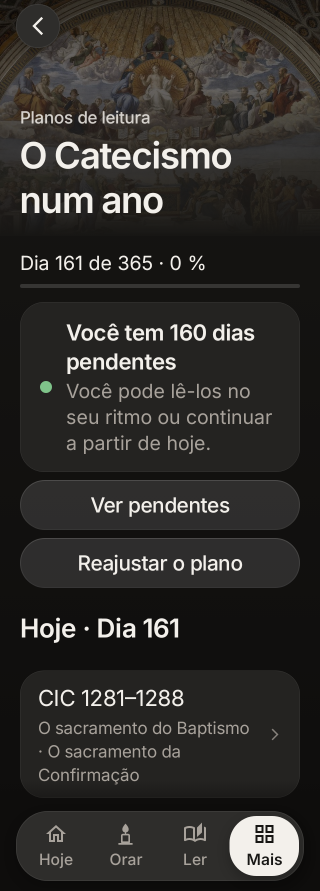 Planos de leitura
O Catecismo
num ano
Dia 161 de 365 · 0 %
Você tem 160 dias
pendentes
Você pode lê-los no
seu ritmo ou continuar
a partir de hoje.
Ver pendentes
Reajustar o plano
Hoje · Dia 161
CIC 1281–1288
O sacramento do Baptismo
· O sacramento da
Confirmação
Hoje
Orar
Ler
Mais